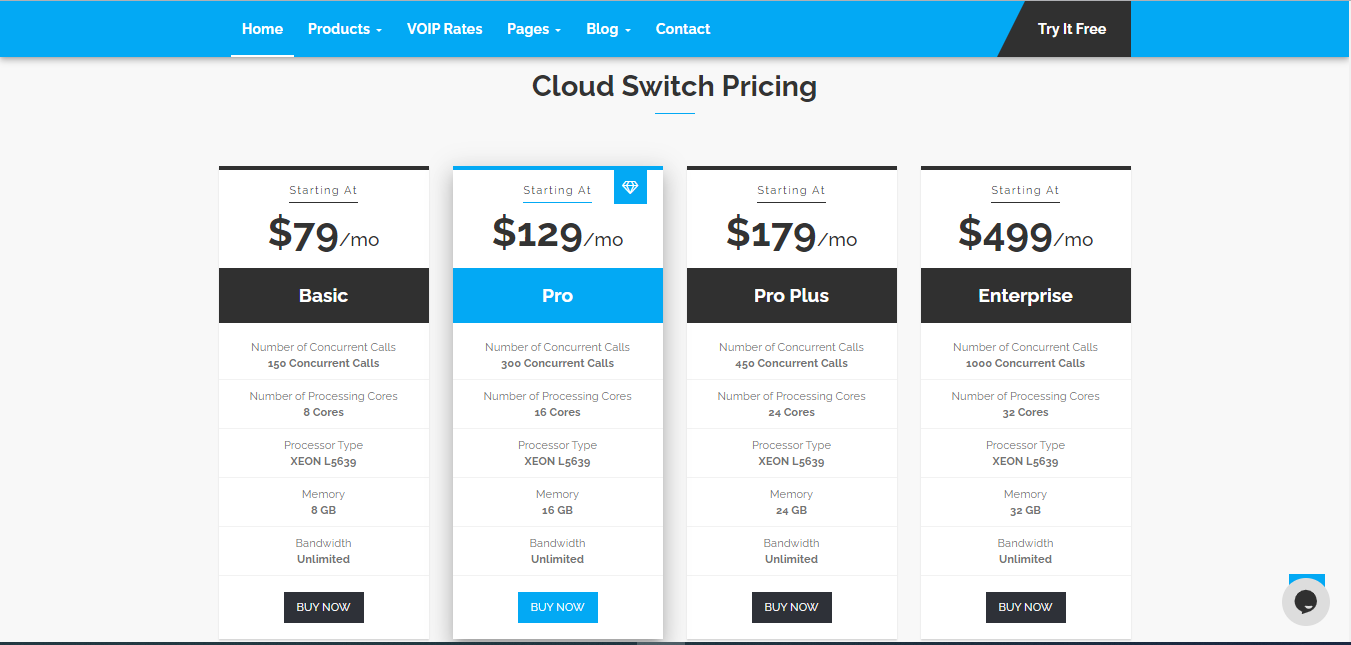 Home Products VOIP Rates Pages Blog Contact Try It Free
Cloud Switch Pricing
Starting At
$79/mo
Basic
Number of Concurrent Calls
150 Concurrent Calls
Number of Processing Cores
8 Cores
Processor Type
XEON L5639
Memory
8 GB
Bandwidth
Unlimited
BUY NOW
Starting At
$129/mo
Pro
Number of Concurrent Calls
300 Concurrent Calls
Number of Processing Cores
16 Cores
Processor Type
XEON L5639
Memory
16 GB
Bandwidth
Unlimited
BUY NOW
Starting At
$179/mo
Pro Plus
Number of Concurrent Calls
450 Concurrent Calls
Number of Processing Cores
24 Cores
Processor Type
XEON L5639
Memory
24 GB
Bandwidth
Unlimited
BUY NOW
Starting At
$499/mo
Enterprise
Number of Concurrent Calls
1000 Concurrent Calls
Number of Processing Cores
32 Cores
Processor Type
XEON L5639
Memory
32 GB
Bandwidth
Unlimited
BUY NOW